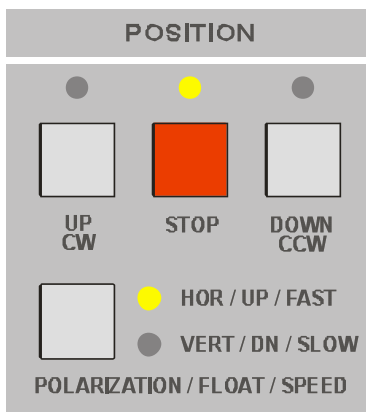 POSITION
UP STOP DOWN
CW CCW
HOR / UP / FAST
VERT / DN / SLOW
POLARIZATION / FLOAT / SPEED